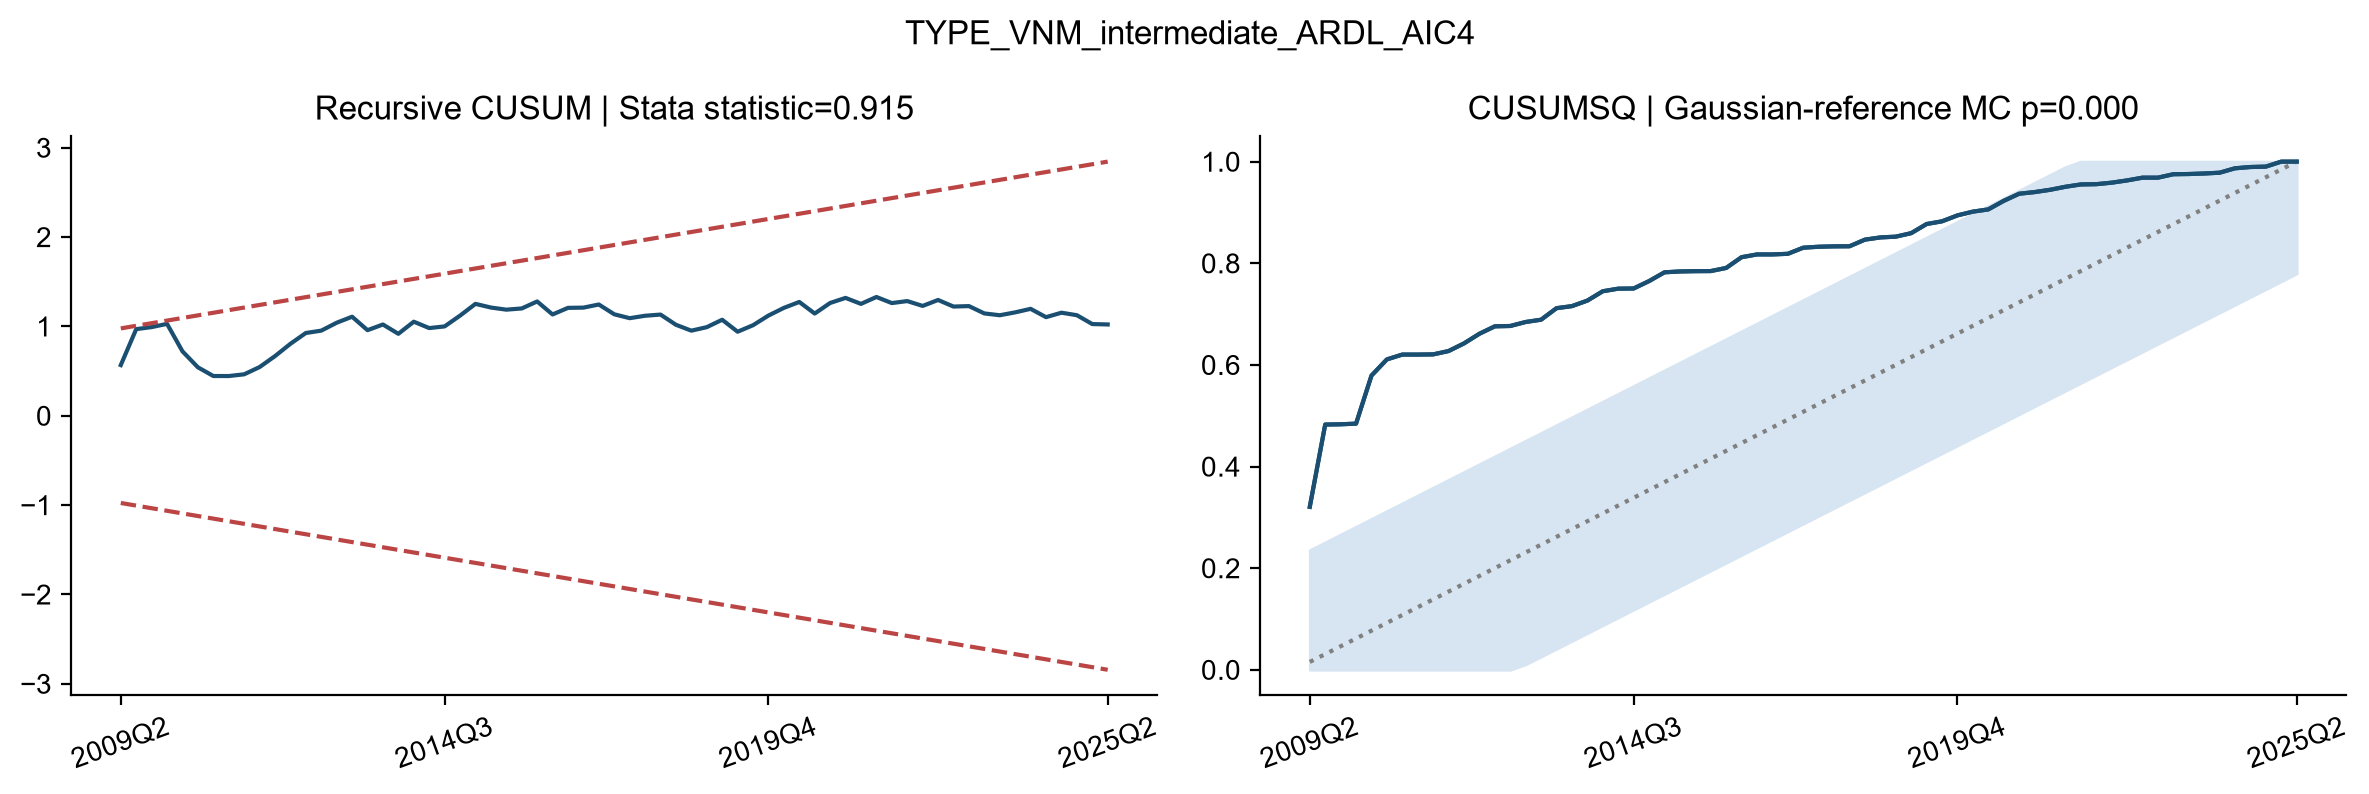 TYPE_VNM_intermediate_ARDL_AIC4
Recursive CUSUM | Stata statistic=0.915
3
2
1
0
−1
−2
−3
2009Q2
2014Q3
2019Q4
2025Q2
CUSUMSQ | Gaussian-reference MC p=0.000
1.0
0.8
0.6
0.4
0.2
0.0
2009Q2
2014Q3
2019Q4
2025Q2